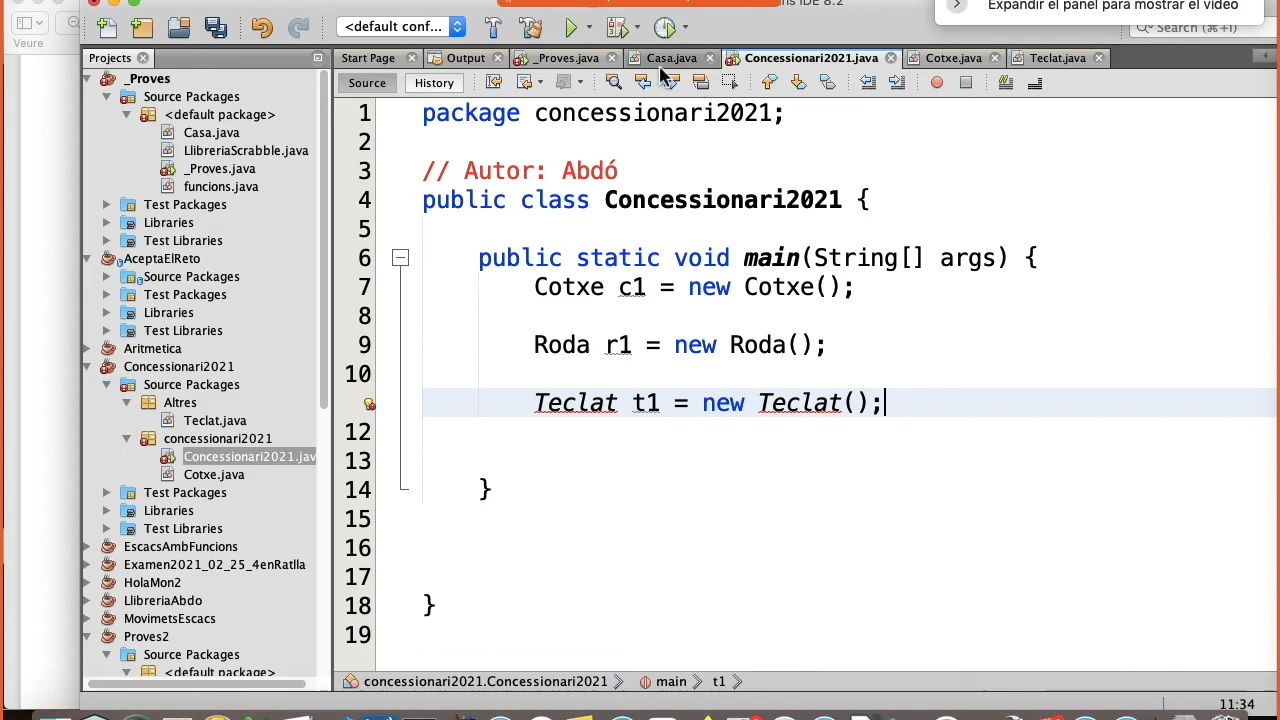 ns IDE 8.2
Expandir el panel para mostrar el vídeo
Veure
<default conf...
Search (⌘+I)
Projects
Start Page
Output
_Proves.java
Casa.java
Concessionari2021.java
Cotxe.java
Teclat.java
Source
History
_Proves
Source Packages
<default package>
Casa.java
LlibreriaScrabble.java
_Proves.java
funcions.java
Test Packages
Libraries
Test Libraries
AceptaElReto
Source Packages
Test Packages
Libraries
Test Libraries
Aritmetica
Concessionari2021
Source Packages
Altres
Teclat.java
concessionari2021
Concessionari2021.jav
Cotxe.java
Test Packages
Libraries
Test Libraries
EscacsAmbFuncions
Examen2021_02_25_4enRatlla
HolaMon2
LlibreriaAbdo
MovimetsEscacs
Proves2
Source Packages
<default package>
1 package concessionari2021;
2
3 // Autor: Abdó
4 public class Concessionari2021 {
5
6 public static void main(String[] args) {
7 Cotxe c1 = new Cotxe();
8
9 Roda r1 = new Roda();
10
Teclat t1 = new Teclat();
12
13
14 }
15
16
17
18 }
19
concessionari2021.Concessionari2021
main
t1
11:34